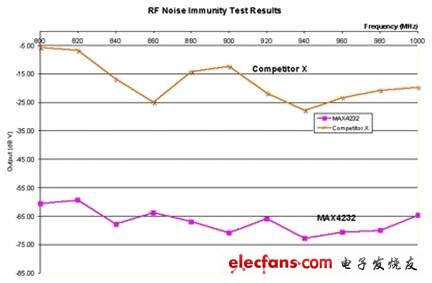 RF Noise Immunity Test Results
Frequency (MHz)
800 820 840 860 880 900 920 940 960 980 1000
-5.00
-15.00
-25.00
-35.00
-45.00
-55.00
-65.00
-75.00
-85.00
Output (dB V)
Competitor X
MAX4232
Competitor X
MAX4232
elecfans.com 电子发烧友